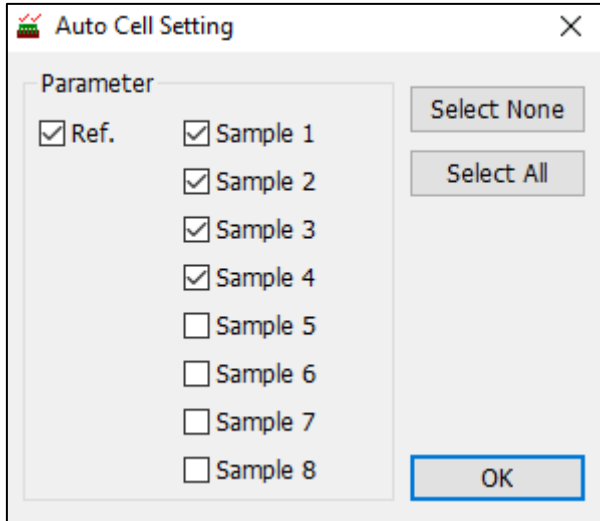 Auto Cell Setting
Parameter
Ref.
Sample 1
Sample 2
Sample 3
Sample 4
Sample 5
Sample 6
Sample 7
Sample 8
Select None
Select All
OK